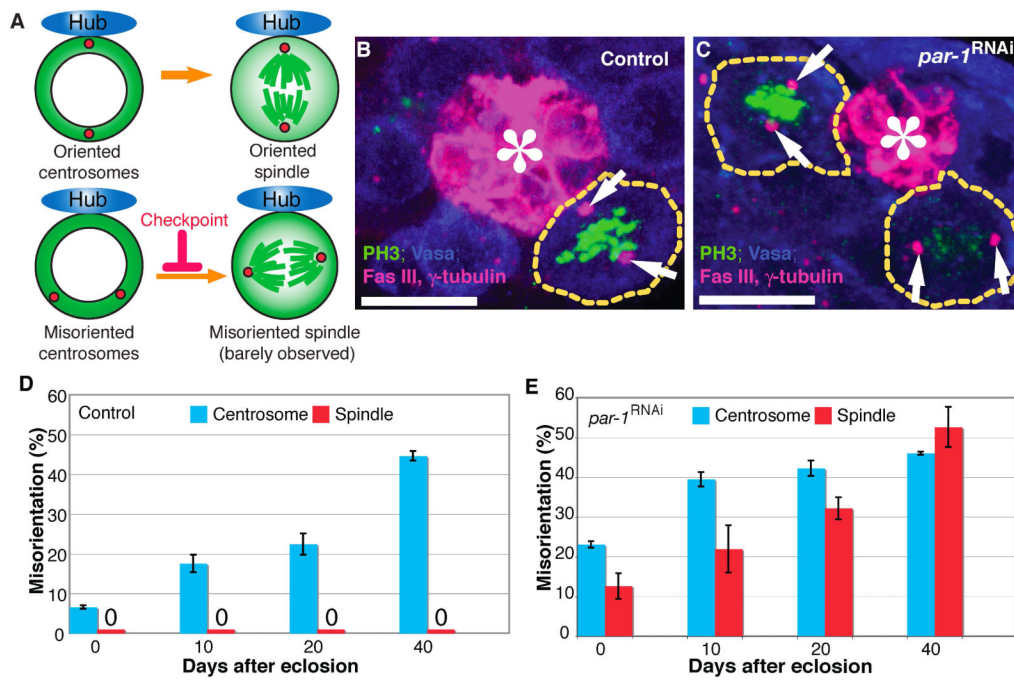 A
Hub
Hub
Oriented
centrosomes
Oriented
spindle
Hub
Hub
Checkpoint
Misoriented
centrosomes
Misoriented spindle
(barely observed)
B
Control
*
PH3; Vasa;
Fas III, γ-tubulin
C
par-1RNAi
*
PH3; Vasa;
Fas III, γ-tubulin
D
Control
Centrosome
Spindle
Misorientation (%)
60
50
40
30
20
10
0
0
0
0
0
0
10
20
40
Days after eclosion
E
par-1RNAi
Centrosome
Spindle
Misorientation (%)
60
50
40
30
20
10
0
0
10
20
40
Days after eclosion